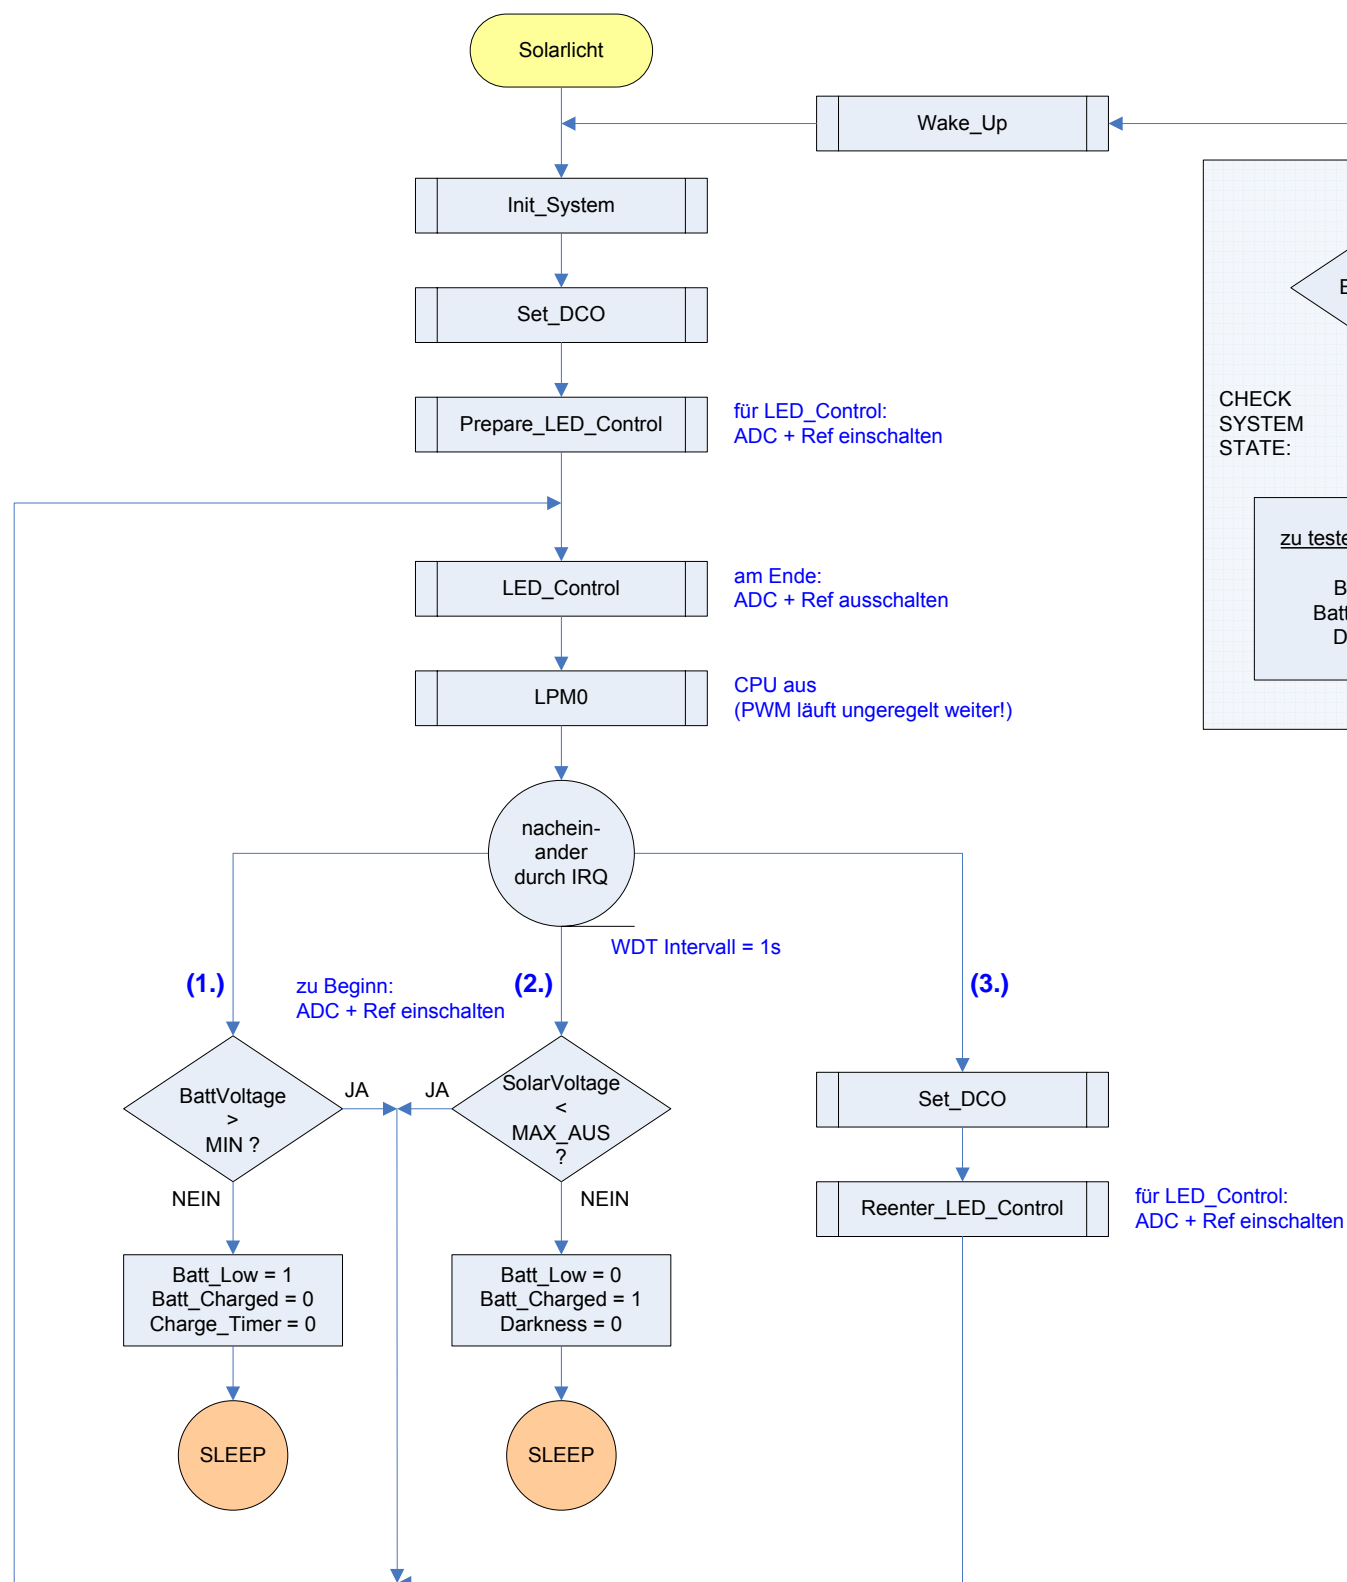 Solarlicht
Wake_Up
Init_System
Set_DCO
Prepare_LED_Control
für LED_Control:
ADC + Ref einschalten
CHECK
SYSTEM
STATE:
LED_Control
am Ende:
ADC + Ref ausschalten
zu teste
B
Batt
D
LPM0
CPU aus
(PWM läuft ungeregelt weiter!)
nachein-
ander
durch IRQ
WDT Intervall = 1s
(1.)
zu Beginn:
ADC + Ref einschalten
(2.)
(3.)
BattVoltage
>
MIN ?
JA
JA
SolarVoltage
<
MAX_AUS
?
NEIN
NEIN
Set_DCO
Reenter_LED_Control
für LED_Control:
ADC + Ref einschalten
Batt_Low = 1
Batt_Charged = 0
Charge_Timer = 0
Batt_Low = 0
Batt_Charged = 1
Darkness = 0
SLEEP
SLEEP